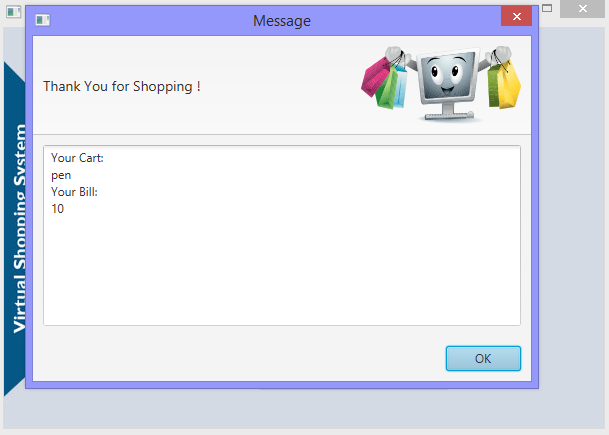 Message
Thank You for Shopping !
Your Cart:
pen
Your Bill:
10
OK
Virtual Shopping System